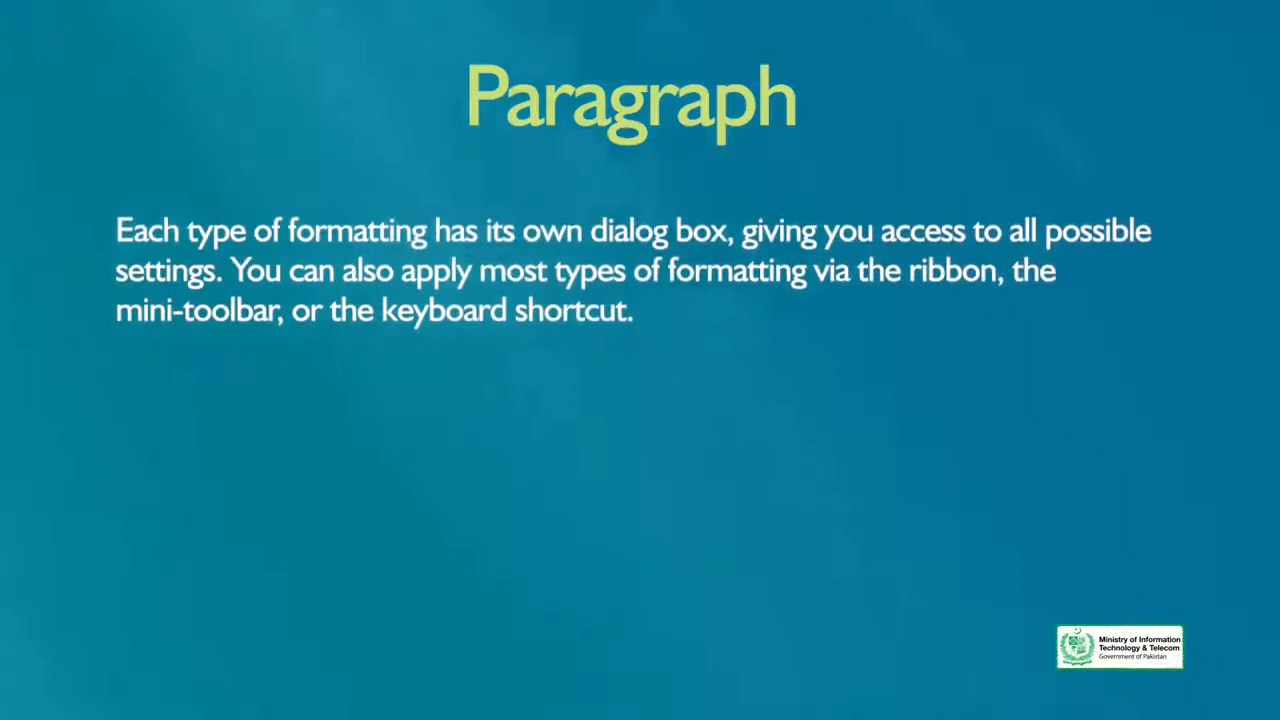 Paragraph
Each type of formatting has its own dialog box, giving you access to all possible
settings. You can also apply most types of formatting via the ribbon, the
mini-toolbar, or the keyboard shortcut.
Ministry of Information
Technology & Telecom
Government of Pakistan